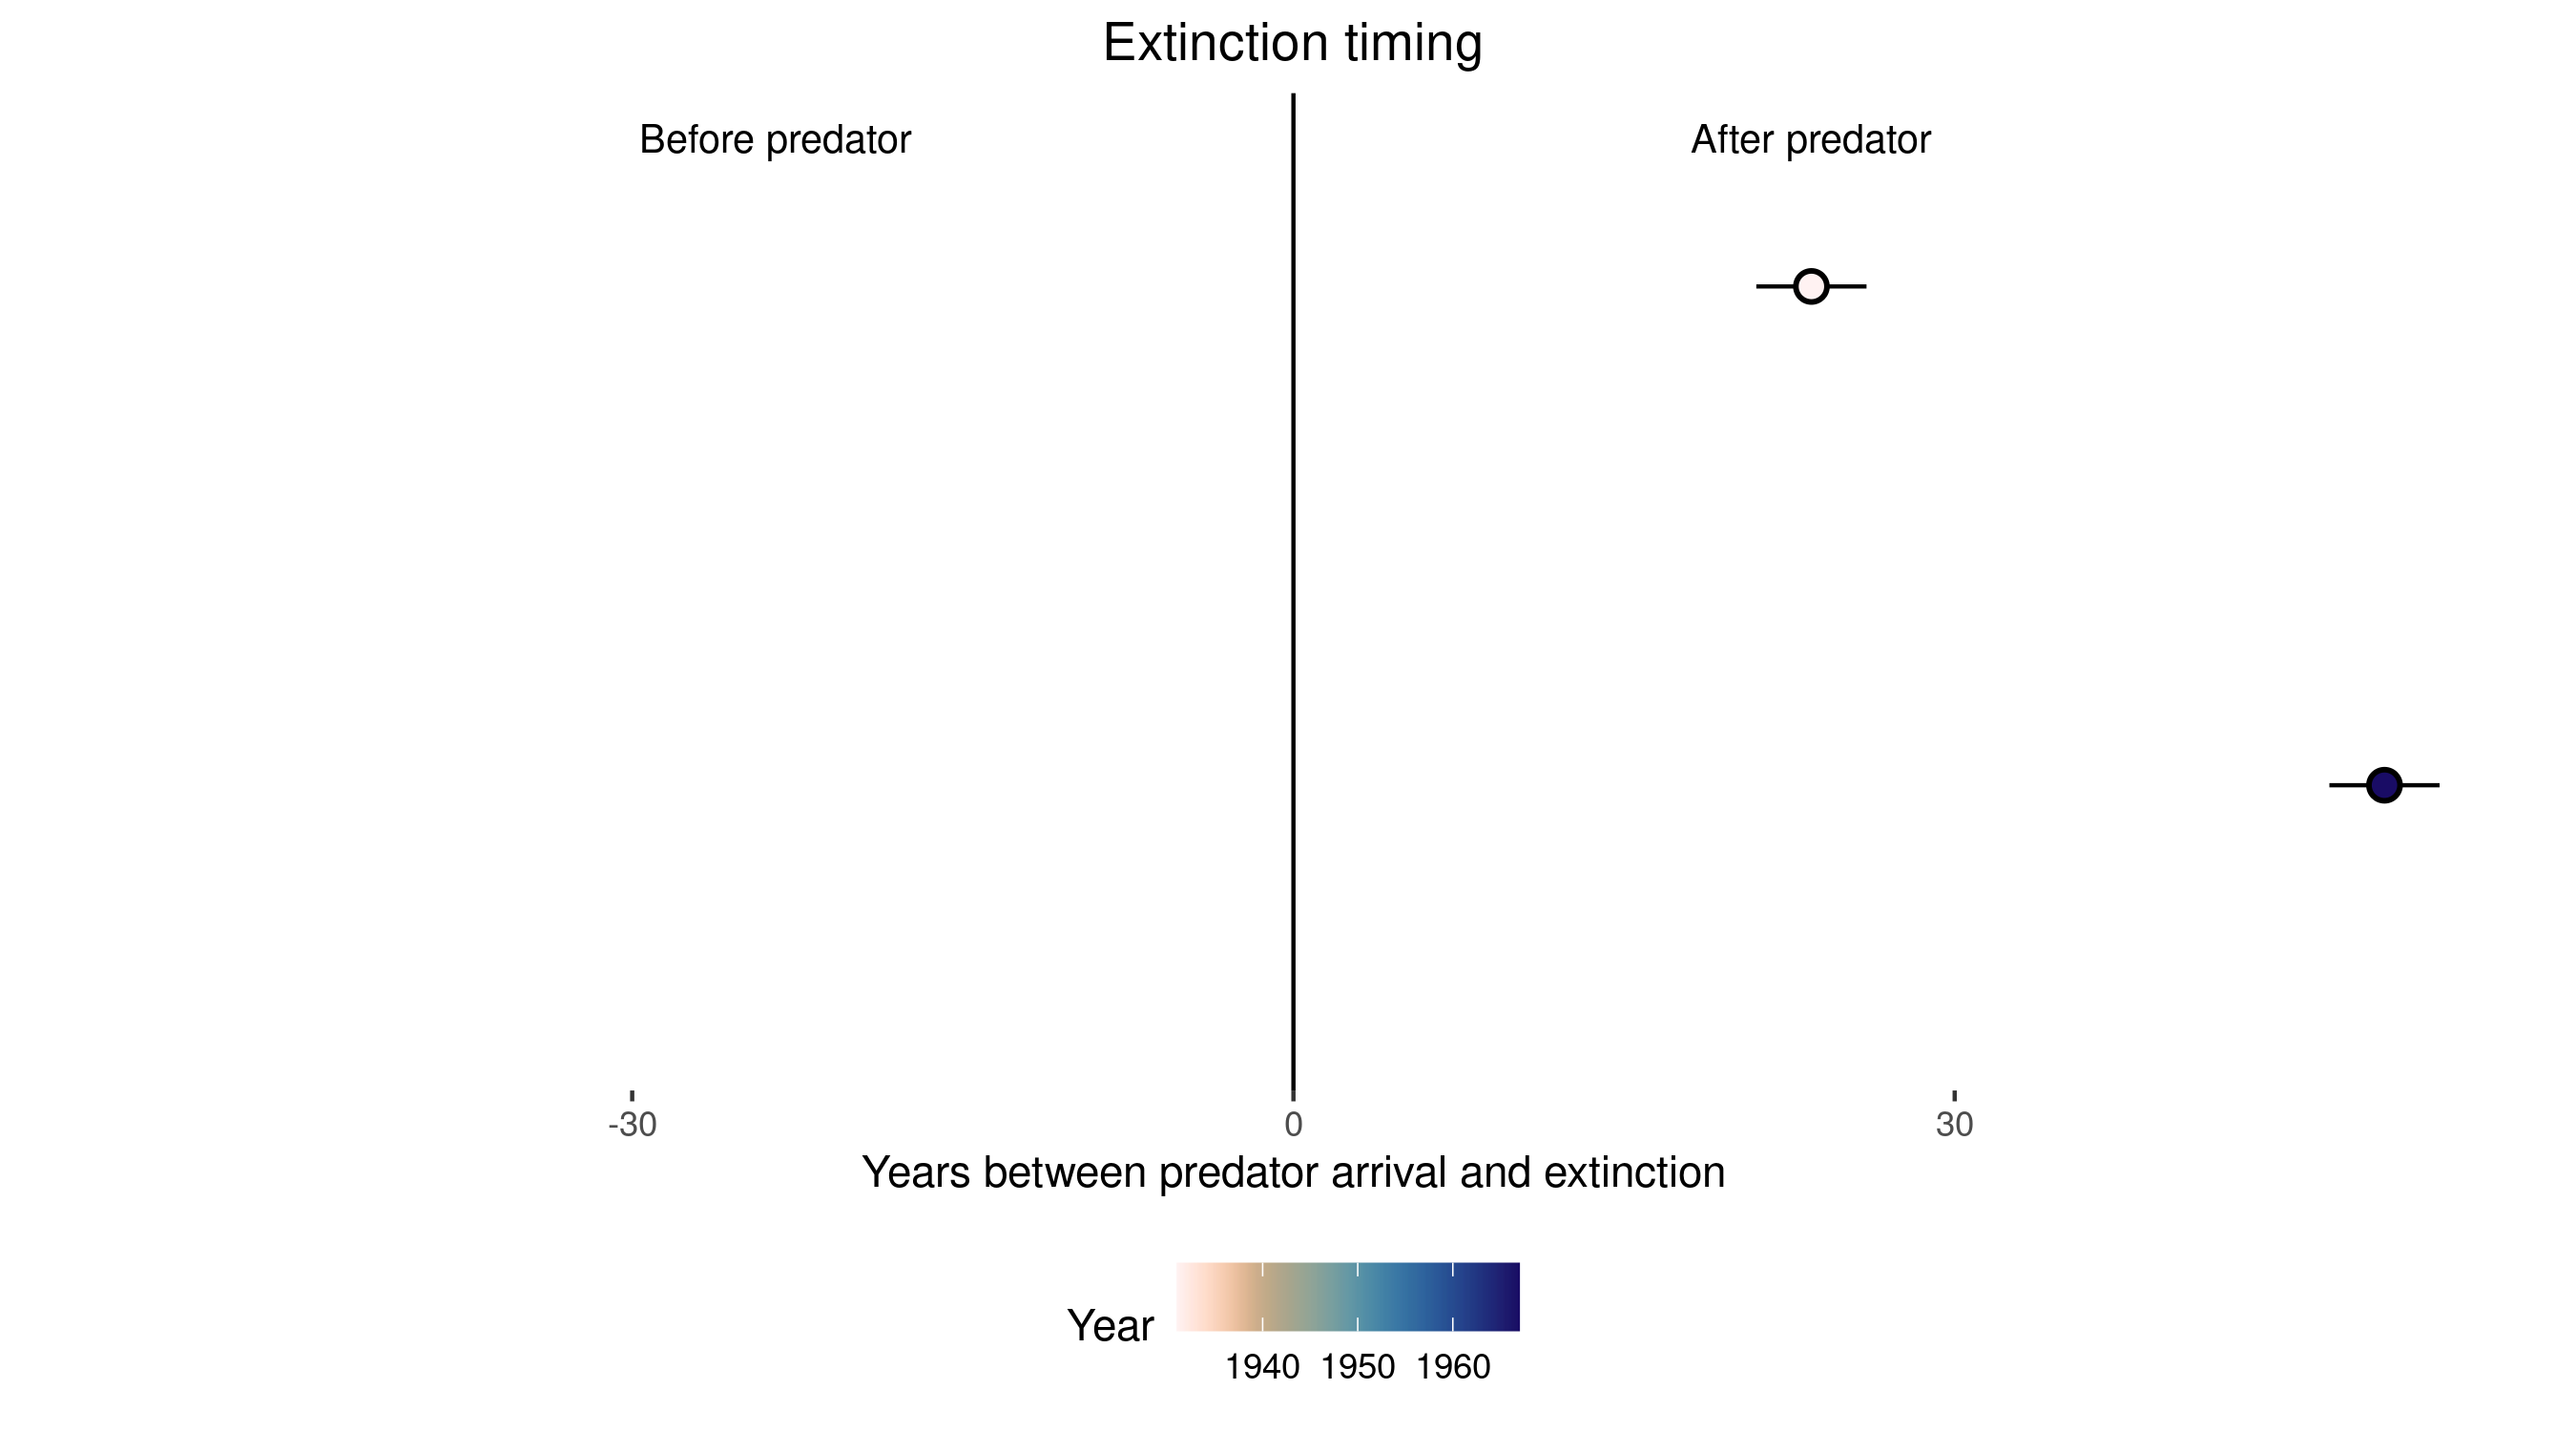 Extinction timing
Before predator
After predator
-30
0
30
Years between predator arrival and extinction
Year
1940 1950 1960